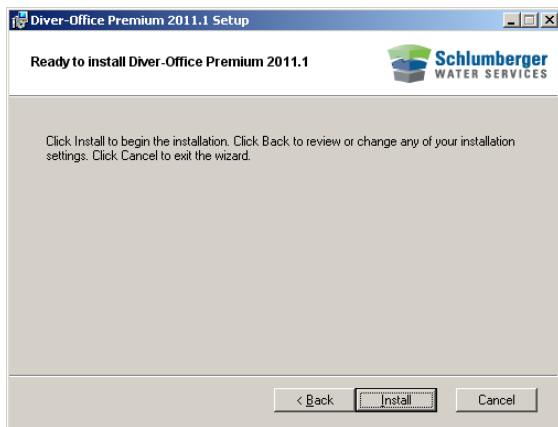 Diver-Office Premium 2011.1 Setup
Ready to install Diver-Office Premium 2011.1
Schlumberger
WATER SERVICES
Click Install to begin the installation. Click Back to review or change any of your installation
settings. Click Cancel to exit the wizard.
< Back
Install
Cancel